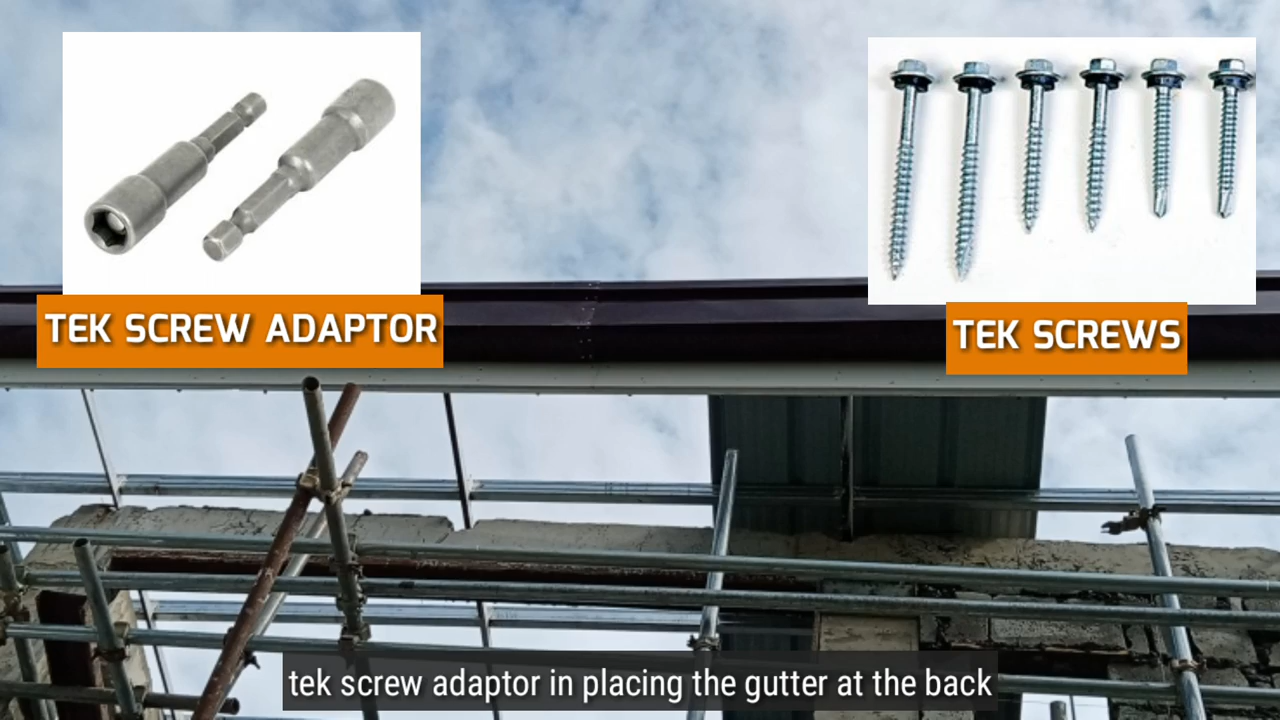 TEK SCREW ADAPTOR
TEK SCREWS
tek screw adaptor in placing the gutter at the back